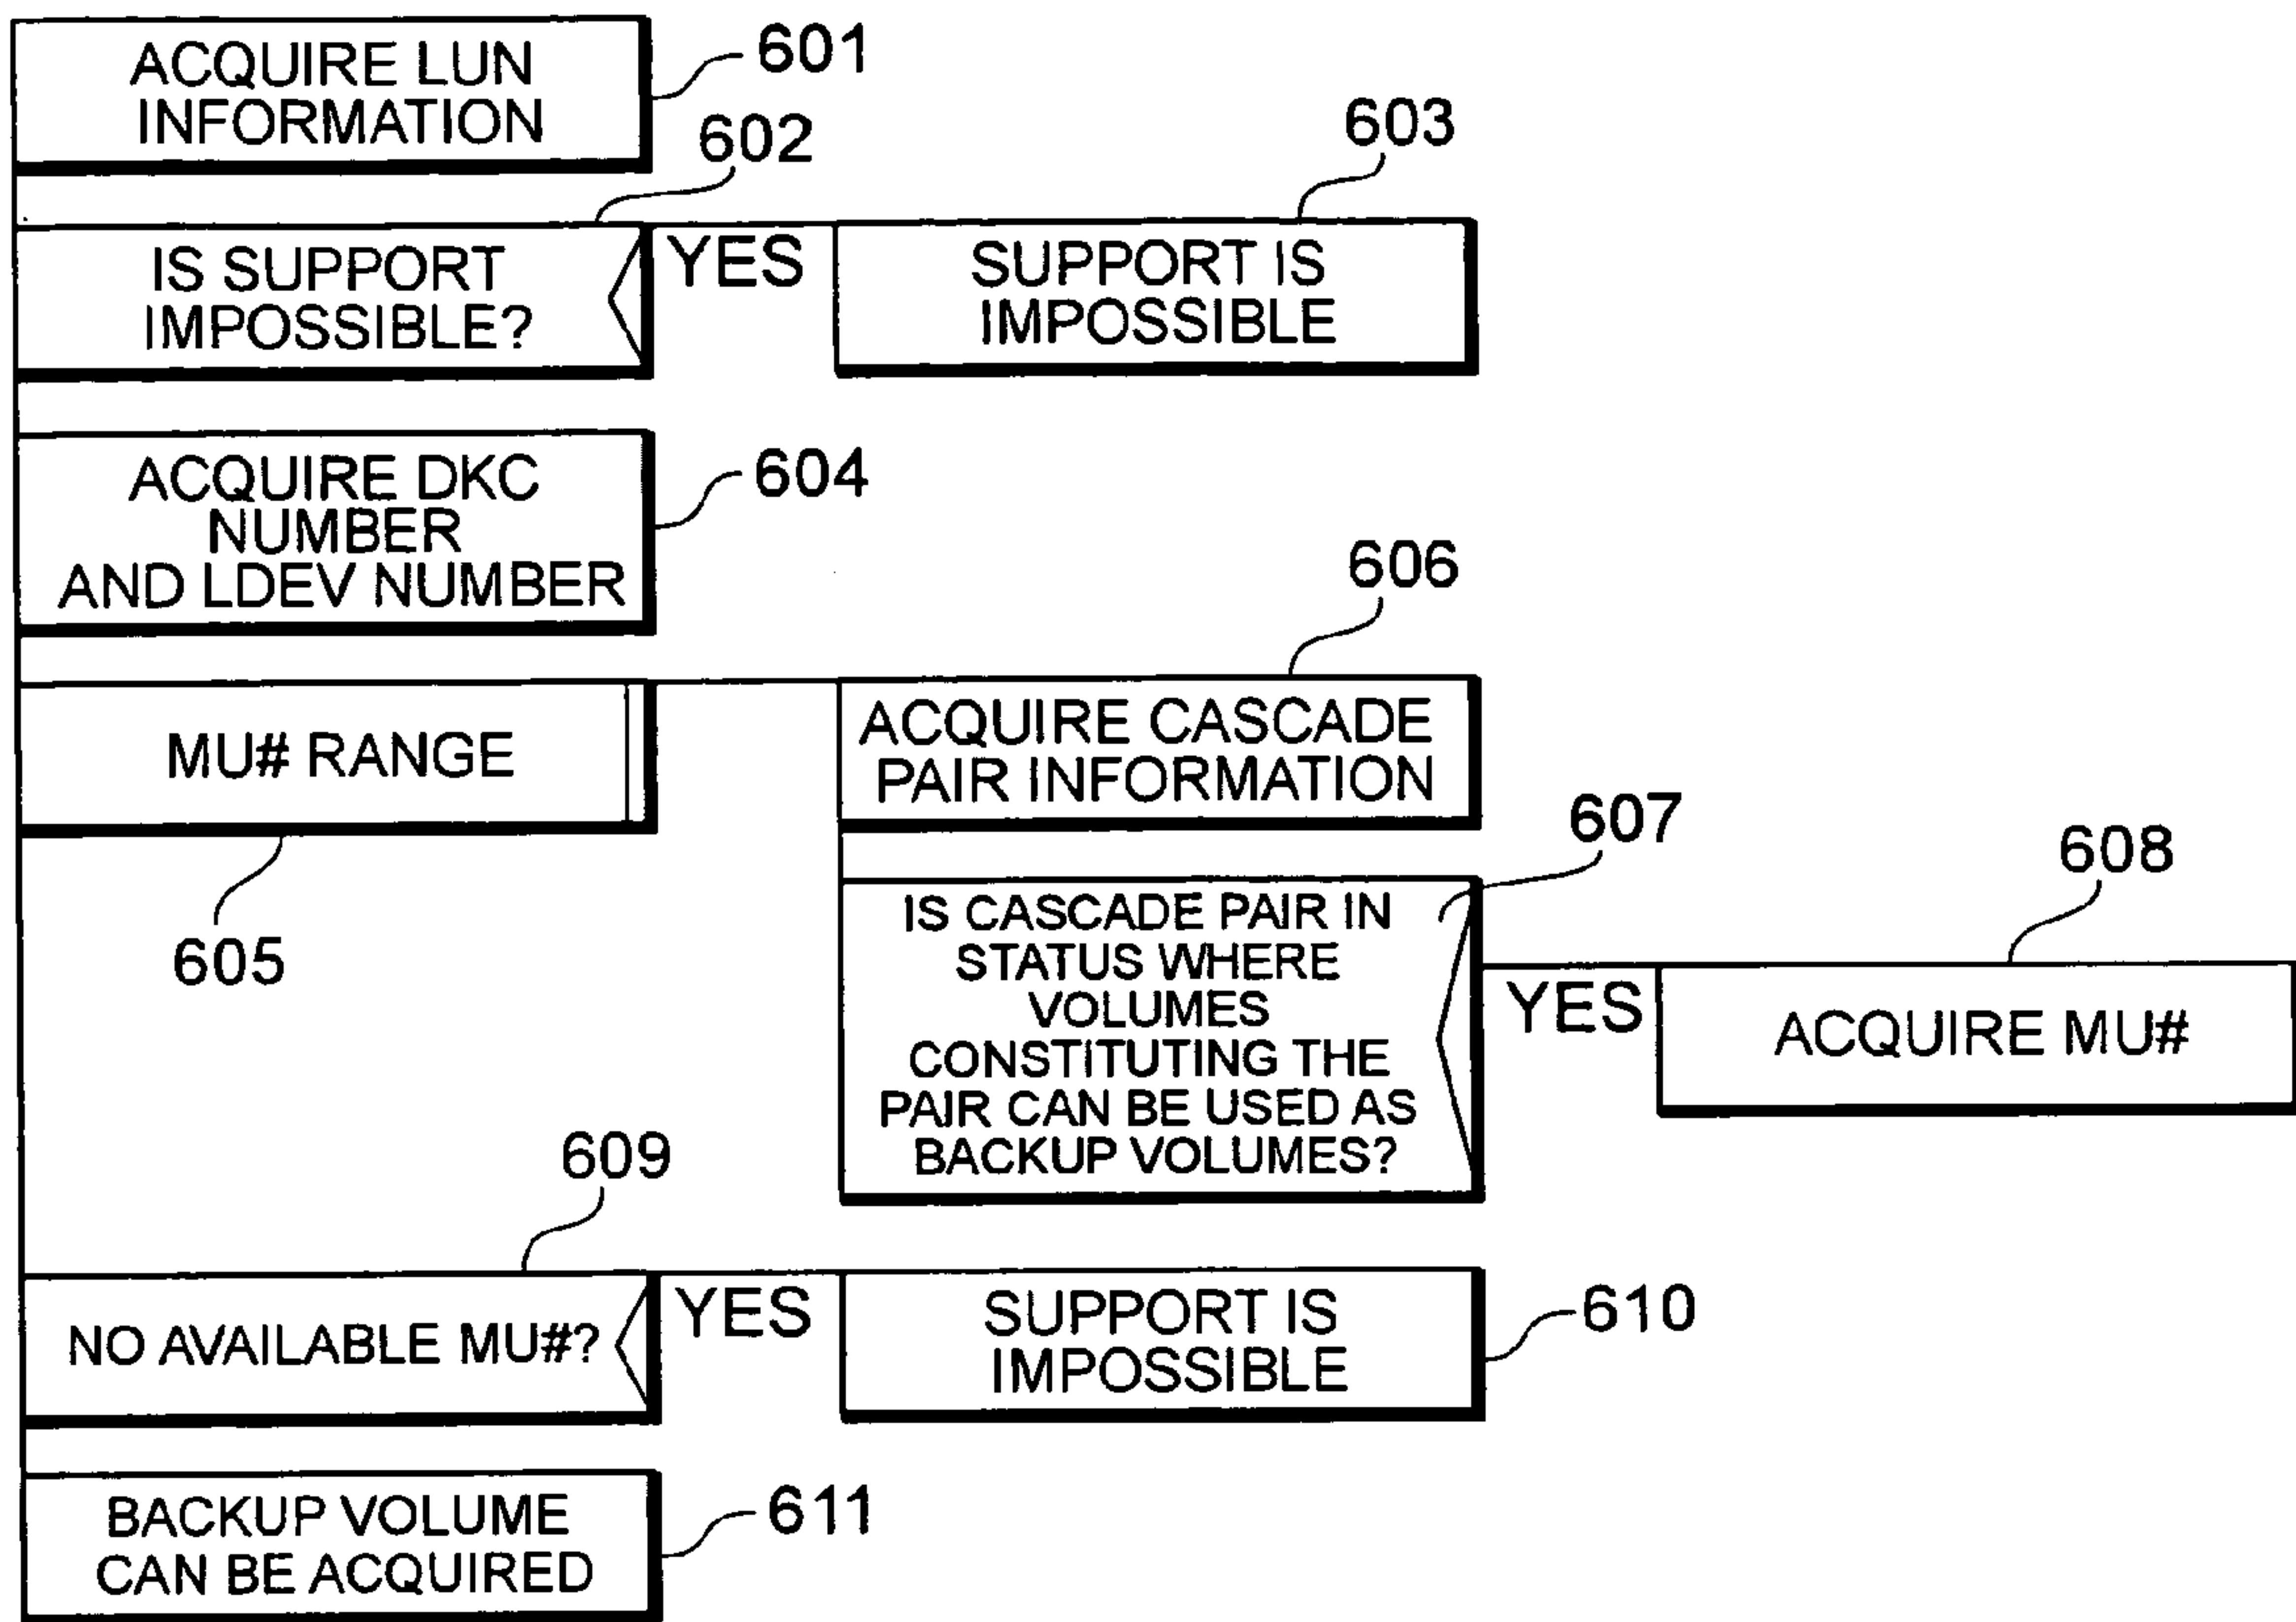 ACQUIRE LUN
INFORMATION
601
602
603
IS SUPPORT
IMPOSSIBLE?
YES
SUPPORT IS
IMPOSSIBLE
ACQUIRE DKC
NUMBER
AND LDEV NUMBER
604
606
MU# RANGE
605
ACQUIRE CASCADE
PAIR INFORMATION
607
608
IS CASCADE PAIR IN
STATUS WHERE
VOLUMES
CONSTITUTING THE
PAIR CAN BE USED AS
BACKUP VOLUMES?
YES
ACQUIRE MU#
609
NO AVAILABLE MU#?
YES
SUPPORT IS
IMPOSSIBLE
610
BACKUP VOLUME
CAN BE ACQUIRED
611